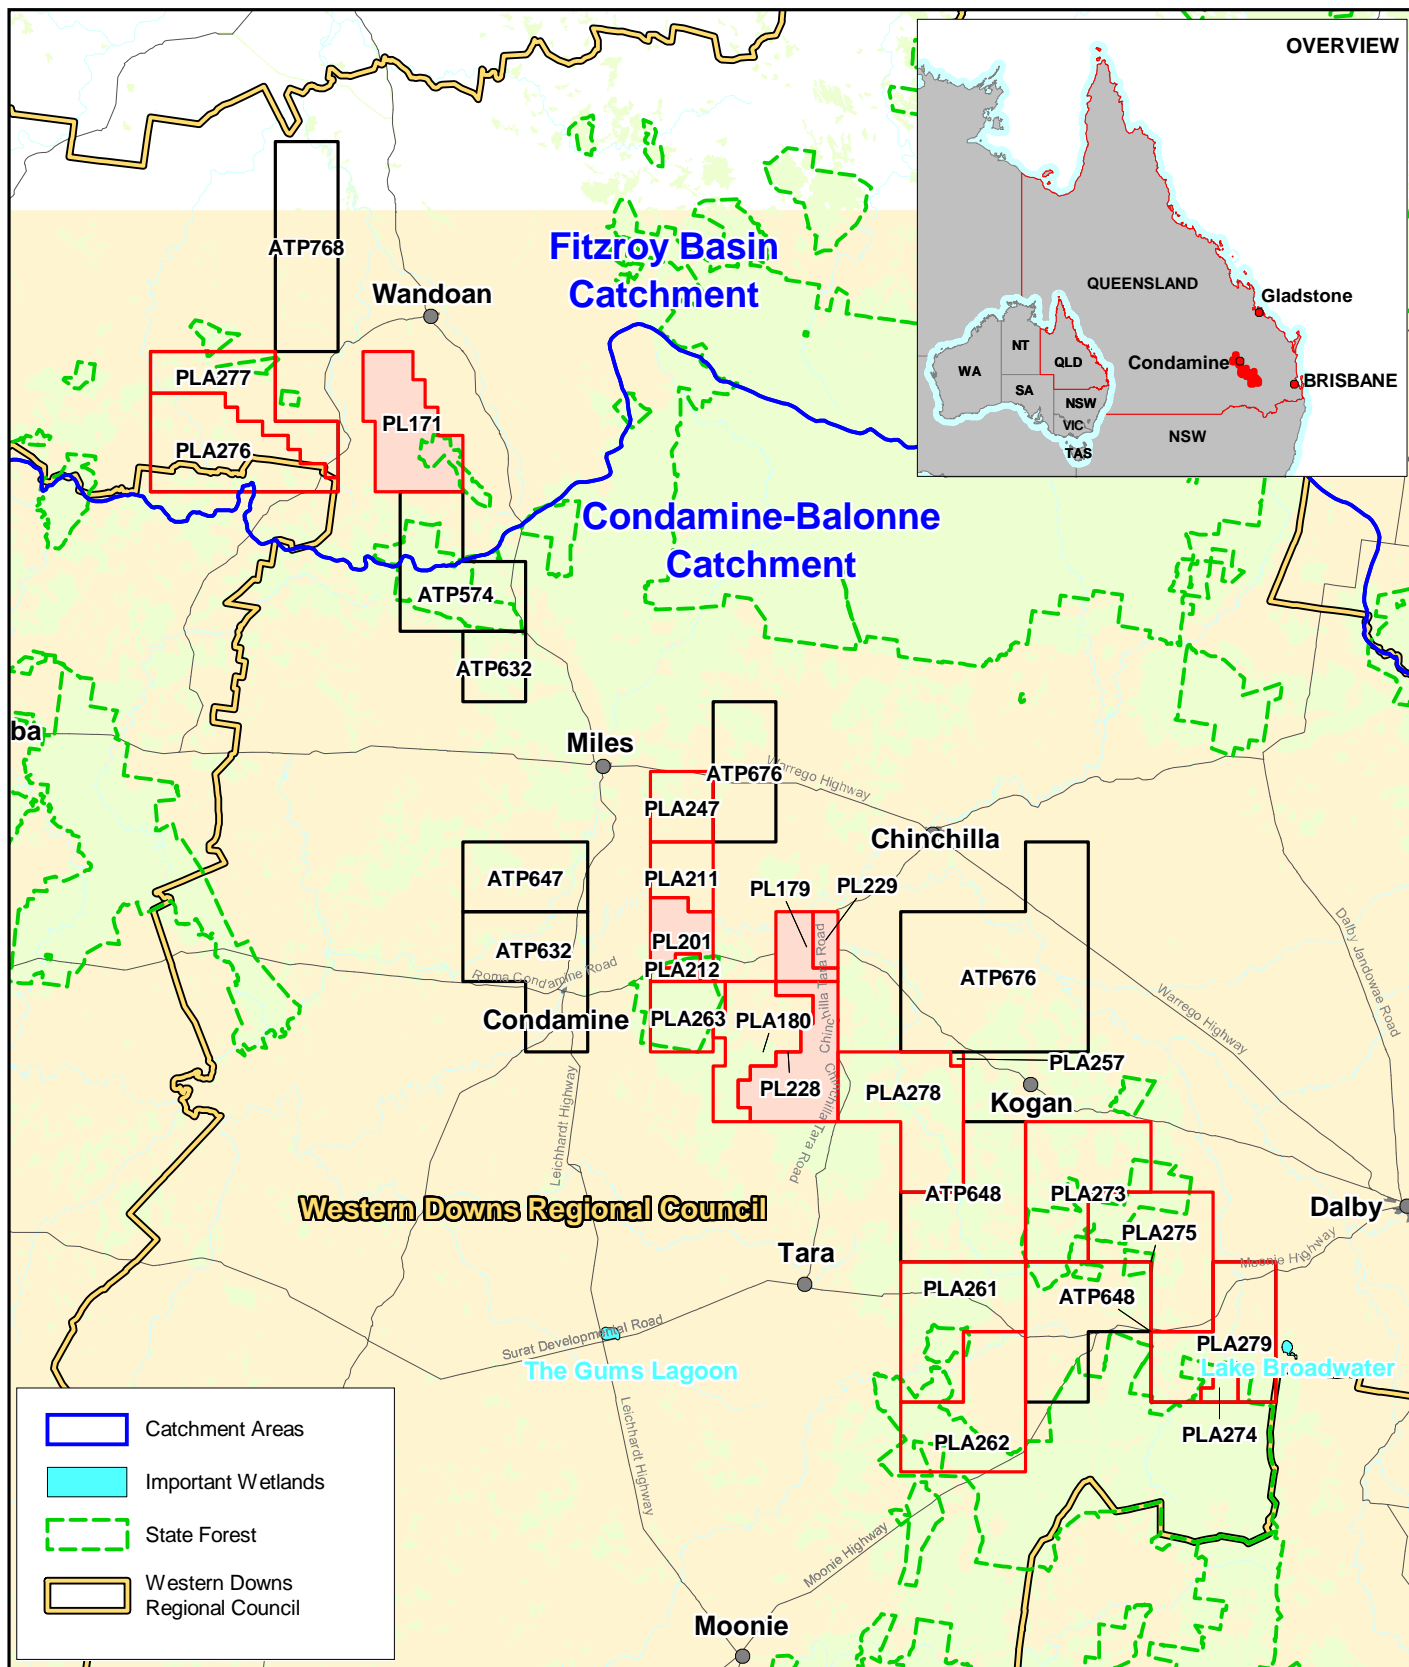 OVERVIEW
QUEENSLAND
Gladstone
Condamine
BRISBANE
NSW
NT
QLD
WA
SA
NSW
VIC
TAS
ATP768
Fitzroy Basin
Catchment
Wandoan
PLA277
PL171
PLA276
Condamine-Balonne
Catchment
ATP574
ATP632
ba
Miles
ATP676
Warrego Highway
PLA247
Chinchilla
ATP647
PLA211
PL179
PL229
PL201
ATP632
PLA212
Roma Condamine Road
Chinchilla Tara Road
ATP676
Dalby Jandowae Road
Warrego Highway
Condamine
PLA263
PLA180
PLA257
PL228
PLA278
Kogan
Leichhardt Highway
Chinchilla Tara Road
Western Downs Regional Council
ATP648
PLA273
Dalby
PLA275
Moonie Highway
Tara
PLA261
ATP648
Surat Developmental Road
PLA279
The Gums Lagoon
Lake Broadwater
Leichhardt Highway
PLA274
PLA262
Moonie Highway
Moonie
Catchment Areas
Important Wetlands
State Forest
Western Downs
Regional Council